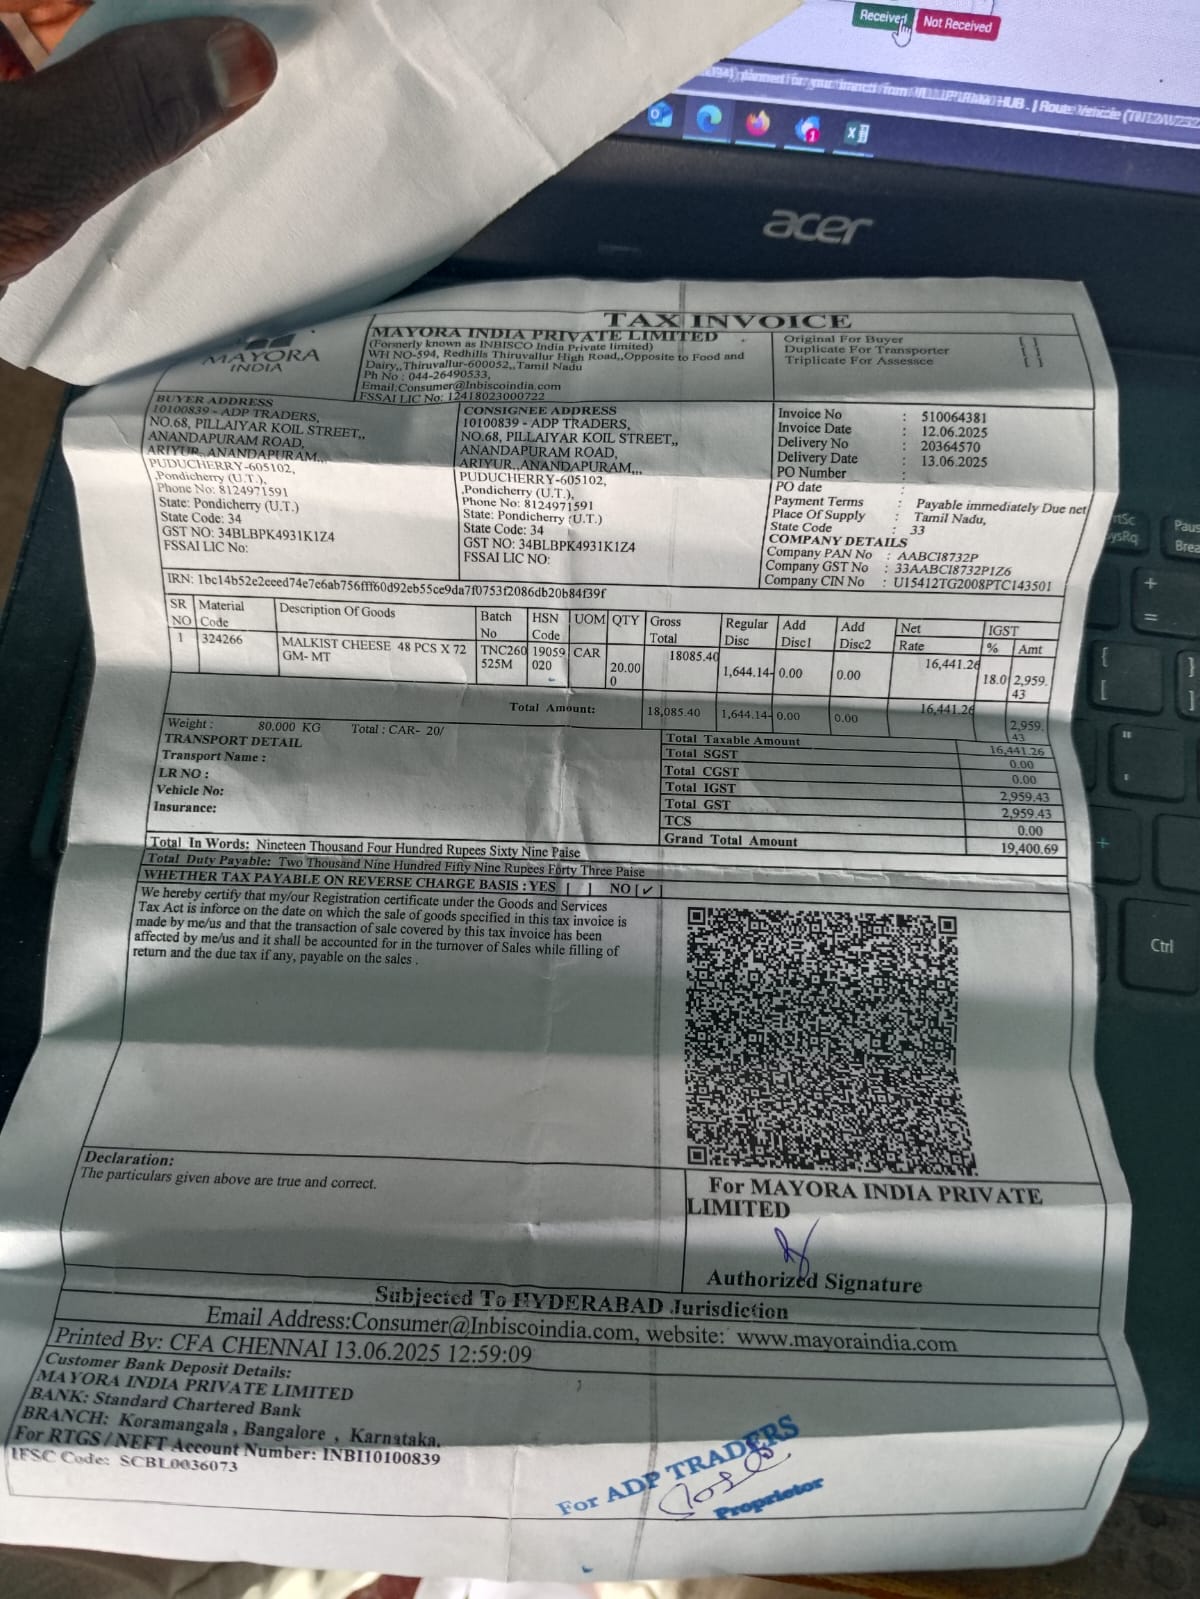 Received Not Received
planned for your
HUB. | Route Vehicle
acer
TAX INVOICE
MAYORA
INDIA
MAYORA INDIA PRIVATE LIMITED
(Formerly known as INBISCO India Private limited)
WH NO-594, Redhills Thiruvallur High Road,,Opposite to Food and
Dairy,,Thiruvallur-600052,,Tamil Nadu
Ph No : 044-26490533,
Email:Consumer@Inbiscoindia.com
FSSAI LIC No: 12418023000722
Original For Buyer [ ]
Duplicate For Transporter [ ]
Triplicate For Assessee [ ]
BUYER ADDRESS
10100839 - ADP TRADERS,
NO.68, PILLAIYAR KOIL STREET,,
ANANDAPURAM ROAD,
ARIYUR,,ANANDAPURAM,,,
PUDUCHERRY-605102,
,Pondicherry (U.T.),
Phone No: 8124971591
State: Pondicherry (U.T.)
State Code: 34
GST NO: 34BLBPK4931K1Z4
FSSAI LIC No:
CONSIGNEE ADDRESS
10100839 - ADP TRADERS,
NO.68, PILLAIYAR KOIL STREET,,
ANANDAPURAM ROAD,
ARIYUR,,ANANDAPURAM,,,
PUDUCHERRY-605102,
,Pondicherry (U.T.),
Phone No: 8124971591
State: Pondicherry (U.T.)
State Code: 34
GST NO: 34BLBPK4931K1Z4
FSSAI LIC NO:
Invoice No : 510064381
Invoice Date : 12.06.2025
Delivery No : 20364570
Delivery Date : 13.06.2025
PO Number :
PO date :
Payment Terms : Payable immediately Due net
Place Of Supply : Tamil Nadu,
State Code : 33
COMPANY DETAILS
Company PAN No : AABCI8732P
Company GST No : 33AABCI8732P1Z6
Company CIN No : U15412TG2008PTC143501
IRN: 1bc14b52e2eced74e7e6ab756fff60d92eb55ce9da7f0753f2086db20b84f39f
SR NO Material Code Description Of Goods Batch No HSN Code UOM QTY Gross Total Regular Disc Add Disc1 Add Disc2 Net Rate IGST % Amt
1 324266 MALKIST CHEESE 48 PCS X 72 GM- MT TNC260525M 19059020 CAR 20.000 18085.40 1,644.14- 0.00 0.00 16,441.26 18.0 2,959.43
Total Amount: 18,085.40 1,644.14- 0.00 0.00 16,441.26 2,959.43
Weight : 80.000 KG Total : CAR- 20/
TRANSPORT DETAIL
Transport Name :
LR NO :
Vehicle No:
Insurance:
Total Taxable Amount 16,441.26
Total SGST 0.00
Total CGST 0.00
Total IGST 2,959.43
Total GST 2,959.43
TCS 0.00
Grand Total Amount 19,400.69
Total In Words: Nineteen Thousand Four Hundred Rupees Sixty Nine Paise
Total Duty Payable: Two Thousand Nine Hundred Fifty Nine Rupees Forty Three Paise
WHETHER TAX PAYABLE ON REVERSE CHARGE BASIS : YES [ ] NO [✓]
We hereby certify that my/our Registration certificate under the Goods and Services
Tax Act is inforce on the date on which the sale of goods specified in this tax invoice is
made by me/us and that the transaction of sale covered by this tax invoice has been
affected by me/us and it shall be accounted for in the turnover of Sales while filling of
return and the due tax if any, payable on the sales .
Declaration:
The particulars given above are true and correct.
For MAYORA INDIA PRIVATE
LIMITED
Authorized Signature
Subjected To HYDERABAD Jurisdiction
Email Address:Consumer@Inbiscoindia.com, website: www.mayoraindia.com
Printed By: CFA CHENNAI 13.06.2025 12:59:09
Customer Bank Deposit Details:
MAYORA INDIA PRIVATE LIMITED
BANK: Standard Chartered Bank
BRANCH: Koramangala , Bangalore , Karnataka.
For RTGS / NEFT Account Number: INBI10100839
IFSC Code: SCBL0036073
For ADP TRADERS
Proprietor
Paus
Brea
Ctrl